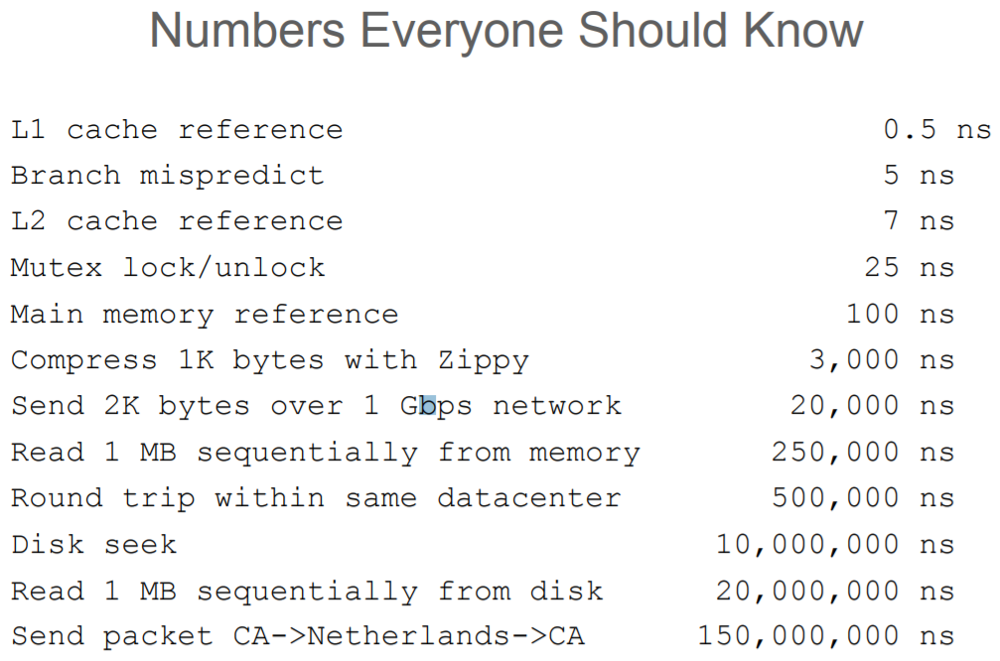 Numbers Everyone Should Know
L1 cache reference 0.5 ns
Branch mispredict 5 ns
L2 cache reference 7 ns
Mutex lock/unlock 25 ns
Main memory reference 100 ns
Compress 1K bytes with Zippy 3,000 ns
Send 2K bytes over 1 Gbps network 20,000 ns
Read 1 MB sequentially from memory 250,000 ns
Round trip within same datacenter 500,000 ns
Disk seek 10,000,000 ns
Read 1 MB sequentially from disk 20,000,000 ns
Send packet CA->Netherlands->CA 150,000,000 ns